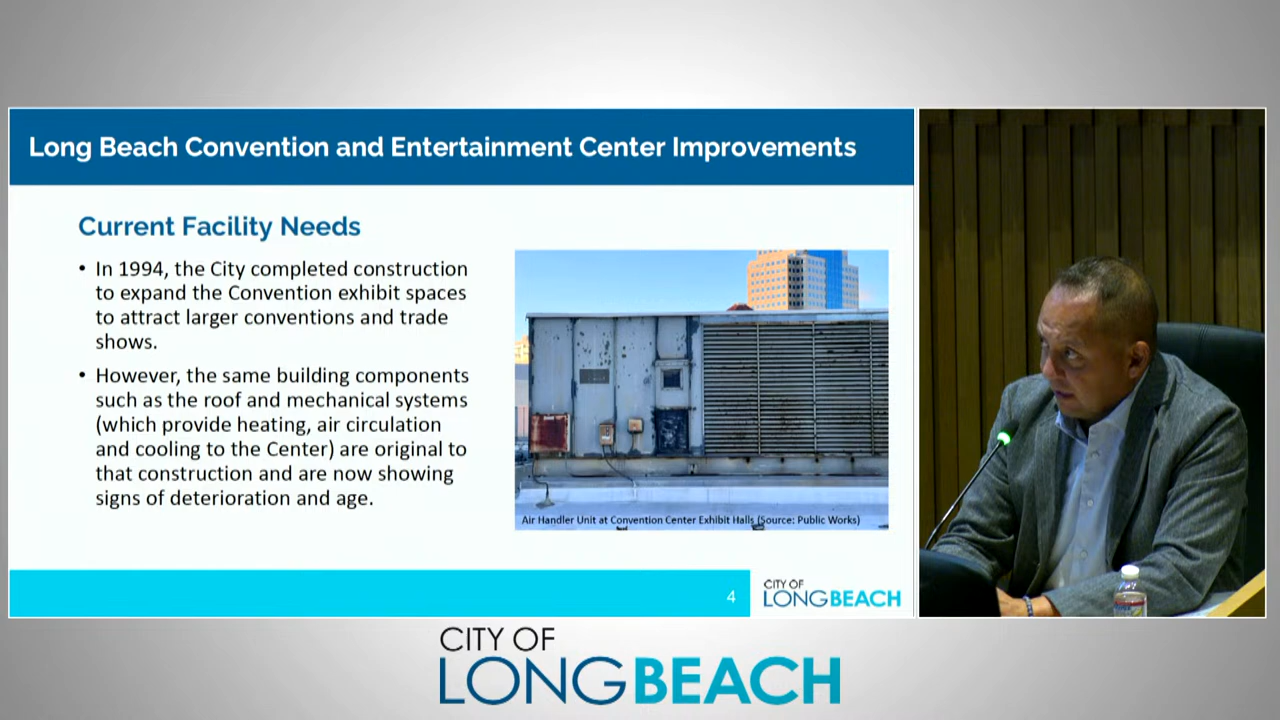 Long Beach Convention and Entertainment Center Improvements
Current Facility Needs
• In 1994, the City completed construction
to expand the Convention exhibit spaces
to attract larger conventions and trade
shows.
• However, the same building components
such as the roof and mechanical systems
(which provide heating, air circulation
and cooling to the Center) are original to
that construction and are now showing
signs of deterioration and age.
Air Handler Unit at Convention Center Exhibit Halls (Source: Public Works)
4
CITY OF
LONGBEACH
CITY OF
LONGBEACH